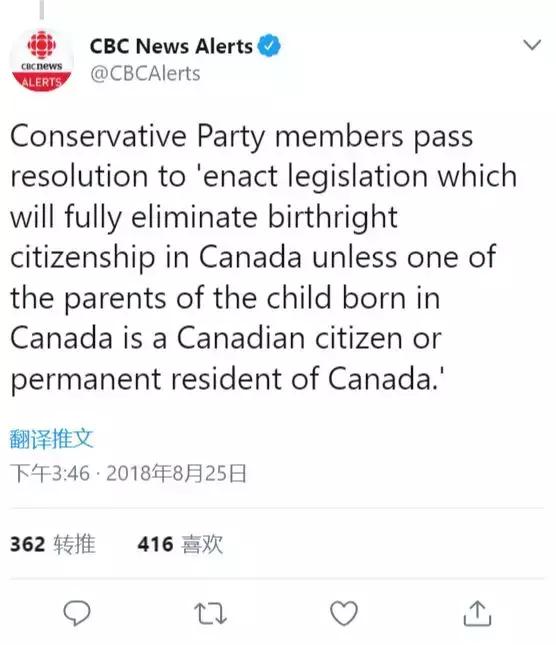 CBC News Alerts
@CBCAlerts
CBCNEWS
ALERTS
Conservative Party members pass
resolution to 'enact legislation which
will fully eliminate birthright
citizenship in Canada unless one of
the parents of the child born in
Canada is a Canadian citizen or
permanent resident of Canada.'
翻译推文
下午3:46 · 2018年8月25日
362 转推 416 喜欢